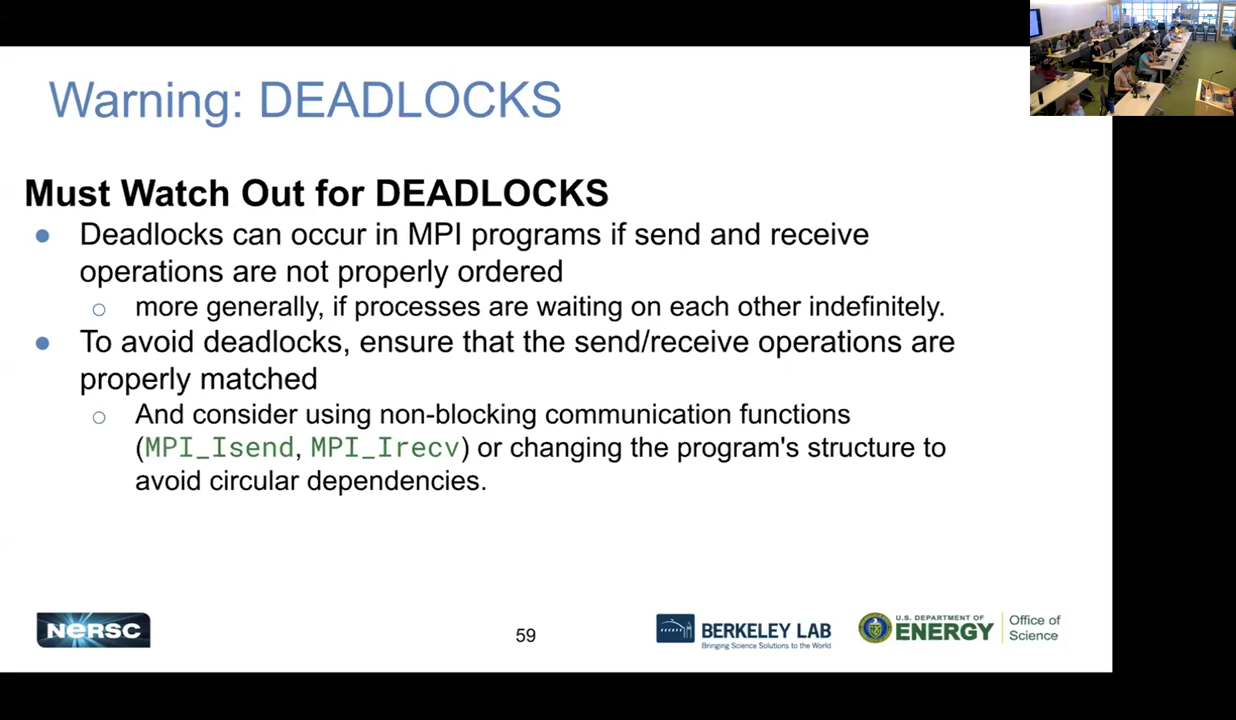 Warning: DEADLOCKS
Must Watch Out for DEADLOCKS
● Deadlocks can occur in MPI programs if send and receive
operations are not properly ordered
○ more generally, if processes are waiting on each other indefinitely.
● To avoid deadlocks, ensure that the send/receive operations are
properly matched
○ And consider using non-blocking communication functions
(MPI_Isend, MPI_Irecv) or changing the program's structure to
avoid circular dependencies.
NERSC
59
BERKELEY LAB
Bringing Science Solutions to the World
U.S. DEPARTMENT OF
ENERGY
Office of
Science